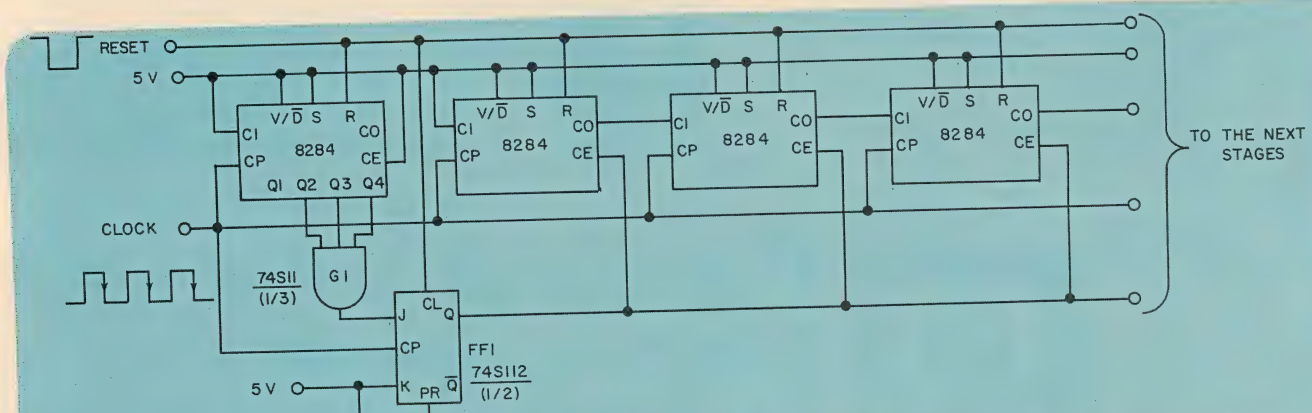 RESET
5 V
V/D̅ S R
CI CO
8284
CP CE
Q1 Q2 Q3 Q4
V/D̅ S R
CI CO
8284
CP CE
V/D̅ S R
CI CO
8284
CP CE
V/D̅ S R
CI CO
8284
CP CE
TO THE NEXT
STAGES
CLOCK
G1
74S11
(1/3)
CL Q
J
CP
FF1
K PR Q̅
74S112
(1/2)
5 V